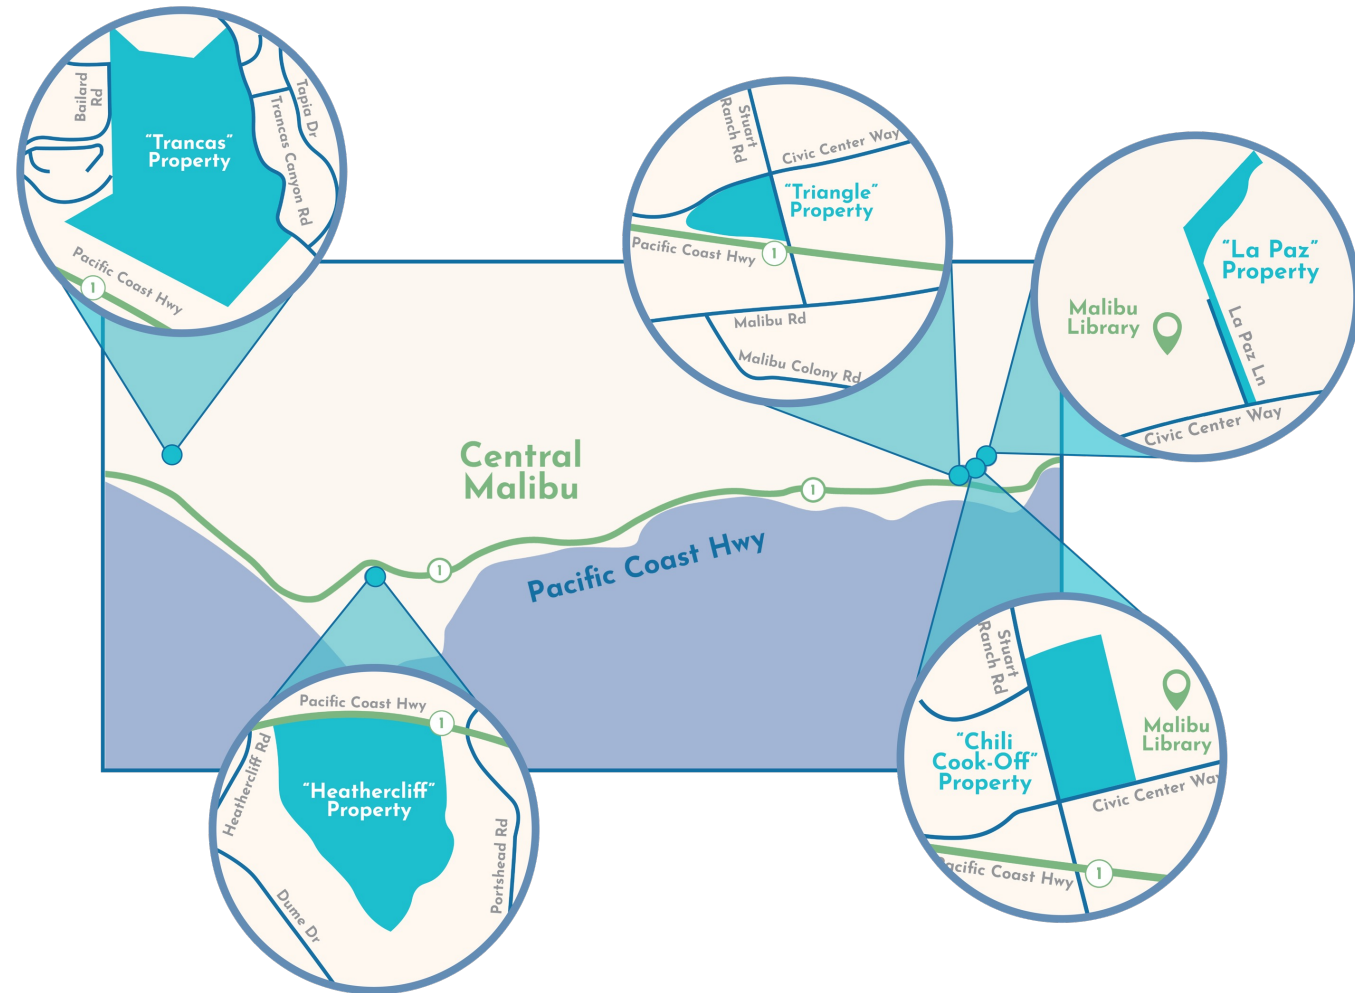 Bailard
Rd
"Trancas"
Property
Tapia Dr
Trancas Canyon Rd
Pacific Coast Hwy
1
Stuart
Ranch Rd
Civic Center Way
"Triangle"
Property
Pacific Coast Hwy
1
Malibu Rd
Malibu Colony Rd
"La Paz"
Property
Malibu
Library
La Paz Ln
Civic Center Way
Central
Malibu
1
Pacific Coast Hwy
1
Pacific Coast Hwy
1
Heathercliff Rd
"Heathercliff"
Property
Portshead Rd
Dume Dr
Stuart
Ranch Rd
Malibu
Library
"Chili
Cook-Off"
Property
Civic Center Way
Pacific Coast Hwy
1